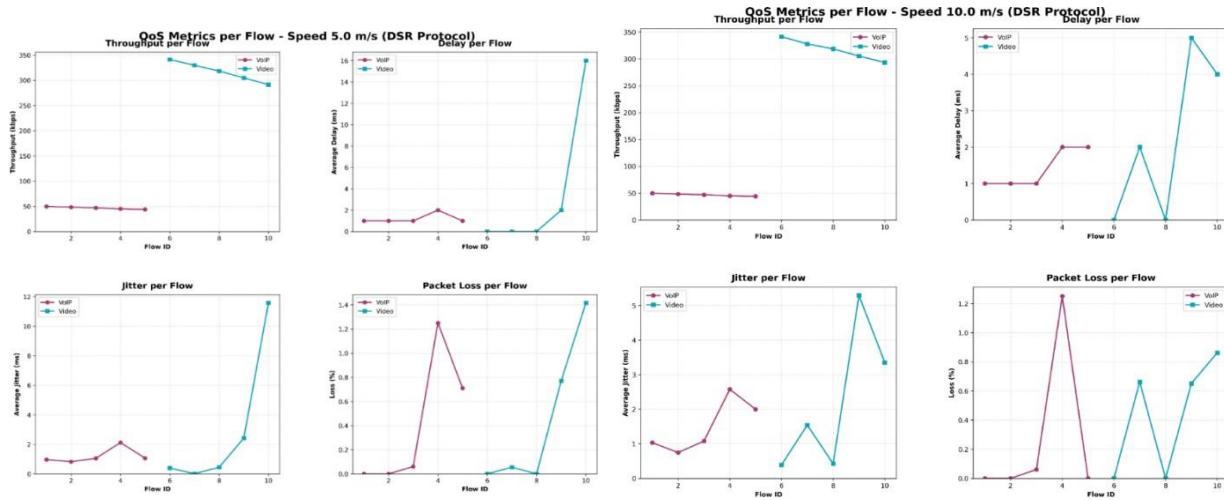 QoS Metrics per Flow - Speed 5.0 m/s (DSR Protocol)
Throughput per Flow
Delay per Flow
350
300
250
200
150
100
50
0
Throughput (kbps)
VoIP
Video
2
4
6
8
10
Flow ID
16
14
12
10
8
6
4
2
0
Average Delay (ms)
VoIP
Video
2
4
6
8
10
Flow ID
Jitter per Flow
Packet Loss per Flow
12
10
8
6
4
2
0
Average Jitter (ms)
VoIP
Video
2
4
6
8
10
Flow ID
1.4
1.2
1.0
0.8
0.6
0.4
0.2
0.0
Loss (%)
VoIP
Video
2
4
6
8
10
Flow ID
QoS Metrics per Flow - Speed 10.0 m/s (DSR Protocol)
Throughput per Flow
Delay per Flow
350
300
250
200
150
100
50
0
Throughput (kbps)
VoIP
Video
2
4
6
8
10
Flow ID
5
4
3
2
1
0
Average Delay (ms)
VoIP
Video
2
4
6
8
10
Flow ID
Jitter per Flow
Packet Loss per Flow
5
4
3
2
1
0
Average Jitter (ms)
VoIP
Video
2
4
6
8
10
Flow ID
1.2
1.0
0.8
0.6
0.4
0.2
0.0
Loss (%)
VoIP
Video
2
4
6
8
10
Flow ID